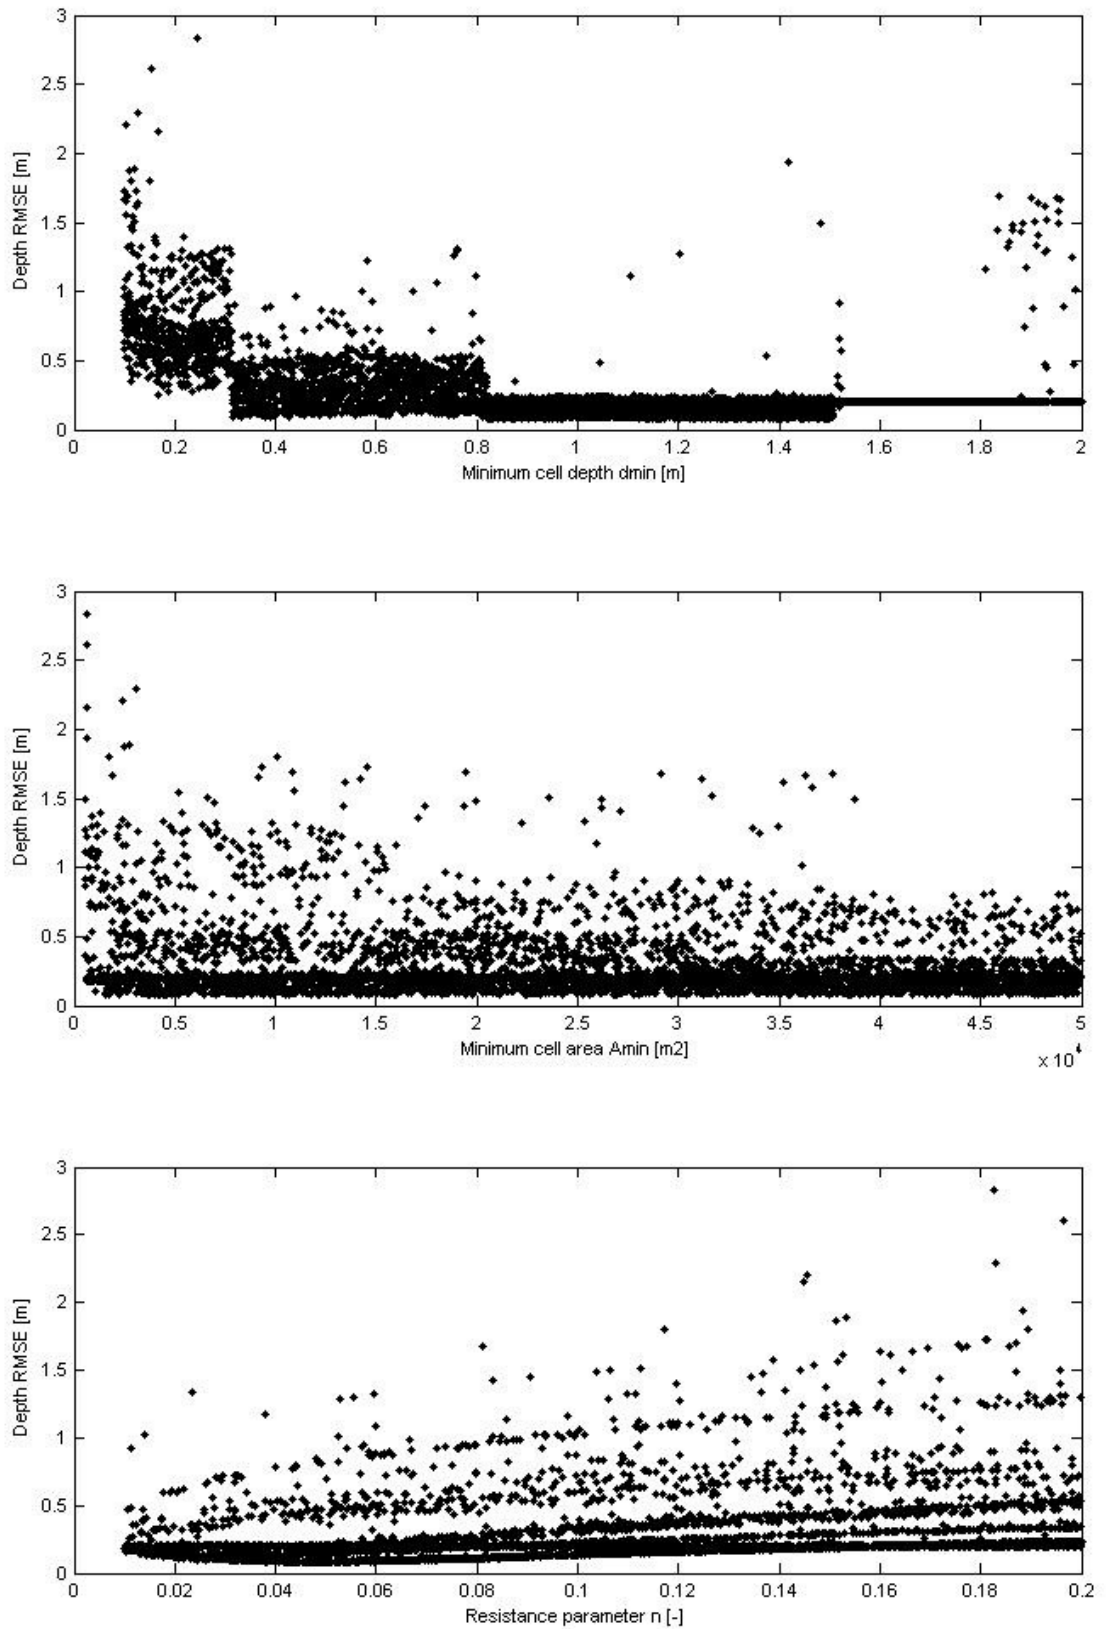 3
2.5
2
1.5
1
0.5
0
Depth RMSE [m]
0 0.2 0.4 0.6 0.8 1 1.2 1.4 1.6 1.8 2
Minimum cell depth dmin [m]
3
2.5
2
1.5
1
0.5
0
Depth RMSE [m]
0 0.5 1 1.5 2 2.5 3 3.5 4 4.5 5
Minimum cell area Amin [m2]
x 10⁴
3
2.5
2
1.5
1
0.5
0
Depth RMSE [m]
0 0.02 0.04 0.06 0.08 0.1 0.12 0.14 0.16 0.18 0.2
Resistance parameter n [-]